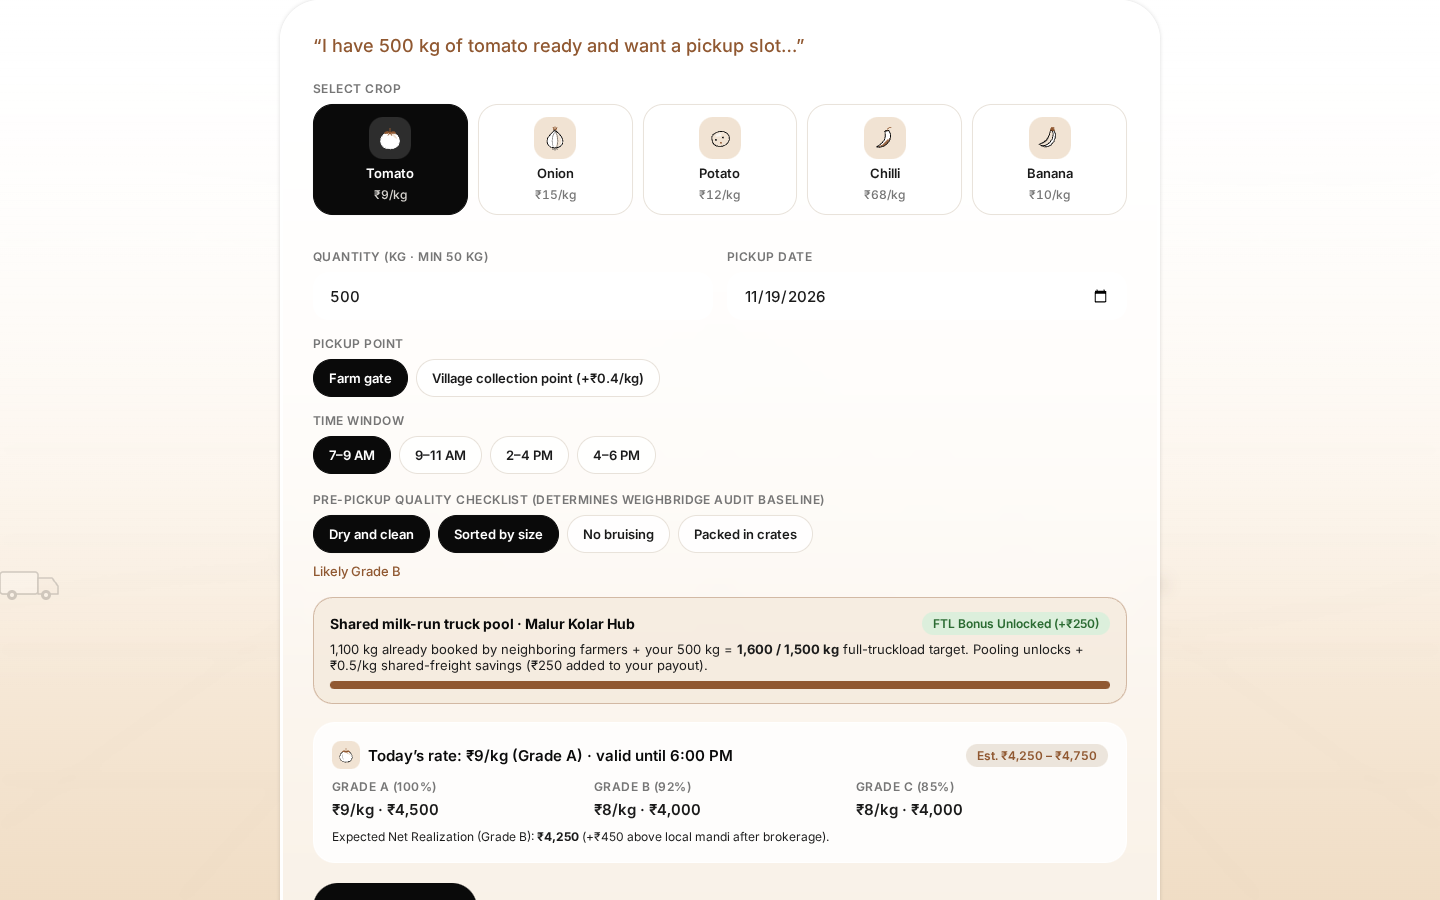 “I have 500 kg of tomato ready and want a pickup slot…”
SELECT CROP
Tomato
₹9/kg
Onion
₹15/kg
Potato
₹12/kg
Chilli
₹68/kg
Banana
₹10/kg
QUANTITY (KG · MIN 50 KG)
PICKUP DATE
500
11/19/2026
PICKUP POINT
Farm gate
Village collection point (+₹0.4/kg)
TIME WINDOW
7–9 AM
9–11 AM
2–4 PM
4–6 PM
PRE-PICKUP QUALITY CHECKLIST (DETERMINES WEIGHBRIDGE AUDIT BASELINE)
Dry and clean
Sorted by size
No bruising
Packed in crates
Likely Grade B
Shared milk-run truck pool · Malur Kolar Hub
FTL Bonus Unlocked (+₹250)
1,100 kg already booked by neighboring farmers + your 500 kg = 1,600 / 1,500 kg full-truckload target. Pooling unlocks +
₹0.5/kg shared-freight savings (₹250 added to your payout).
Today’s rate: ₹9/kg (Grade A) · valid until 6:00 PM
Est. ₹4,250 – ₹4,750
GRADE A (100%)
GRADE B (92%)
GRADE C (85%)
₹9/kg · ₹4,500
₹8/kg · ₹4,000
₹8/kg · ₹4,000
Expected Net Realization (Grade B): ₹4,250 (+₹450 above local mandi after brokerage).